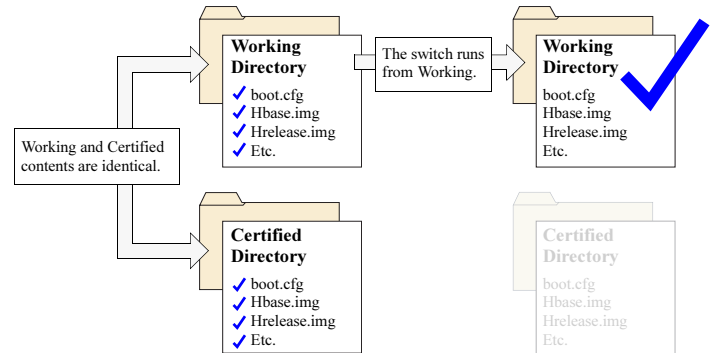 Working
Directory
boot.cfg
Hbase.img
Hrelease.img
Etc.
The switch runs
from Working.
Working
Directory
boot.cfg
Hbase.img
Hrelease.img
Etc.
Working and Certified
contents are identical.
Certified
Directory
boot.cfg
Hbase.img
Hrelease.img
Etc.
Certified
Directory
boot.cfg
Hbase.img
Hrelease.img
Etc.